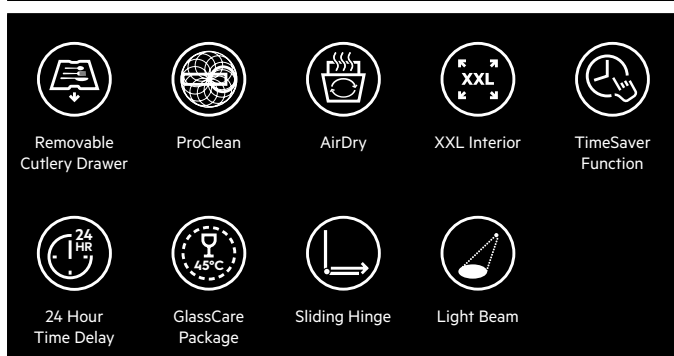 XXL
Removable
Cutlery Drawer
ProClean
AirDry
XXL Interior
TimeSaver
Function
24
HR
45°C
24 Hour
Time Delay
GlassCare
Package
Sliding Hinge
Light Beam